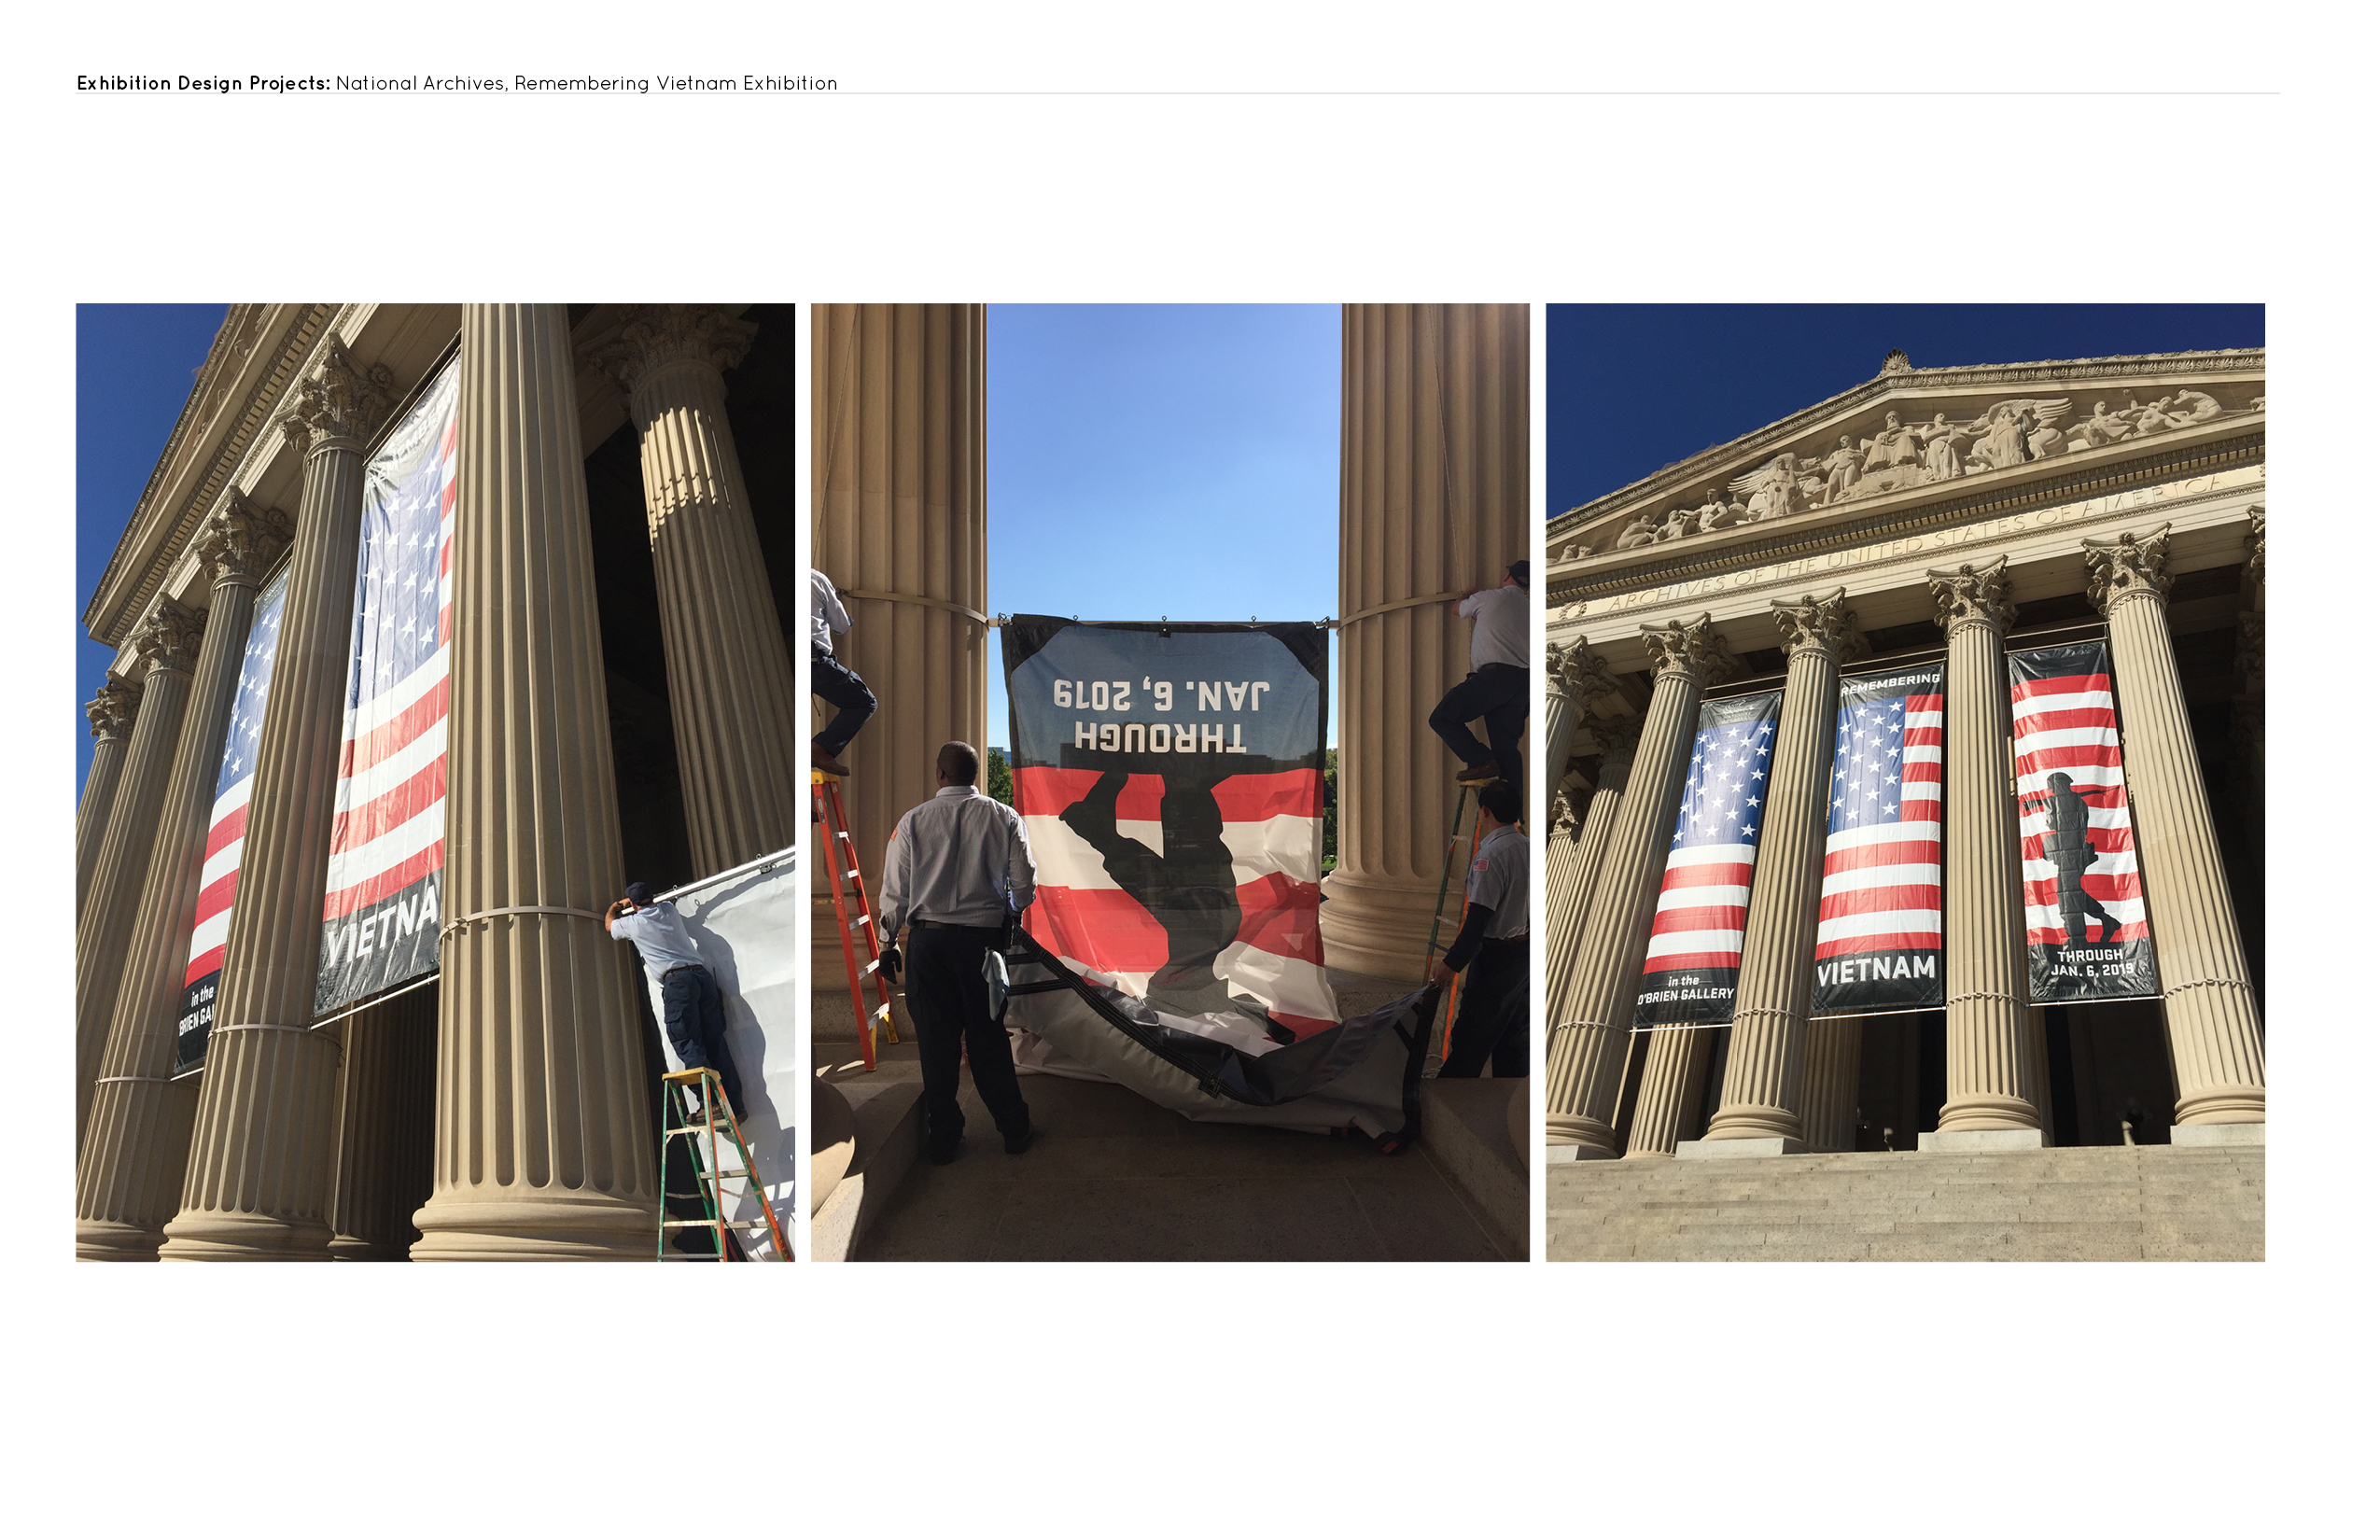 Exhibition Design Projects: National Archives, Remembering Vietnam Exhibition
VIETNA
in the
BRIEN GA
THROUGH
JAN. 6, 2019
ARCHIVES OF THE UNITED STATES OF AMERICA
REMEMBERING
in the
O'BRIEN GALLERY
VIETNAM
THROUGH
JAN. 6, 2019